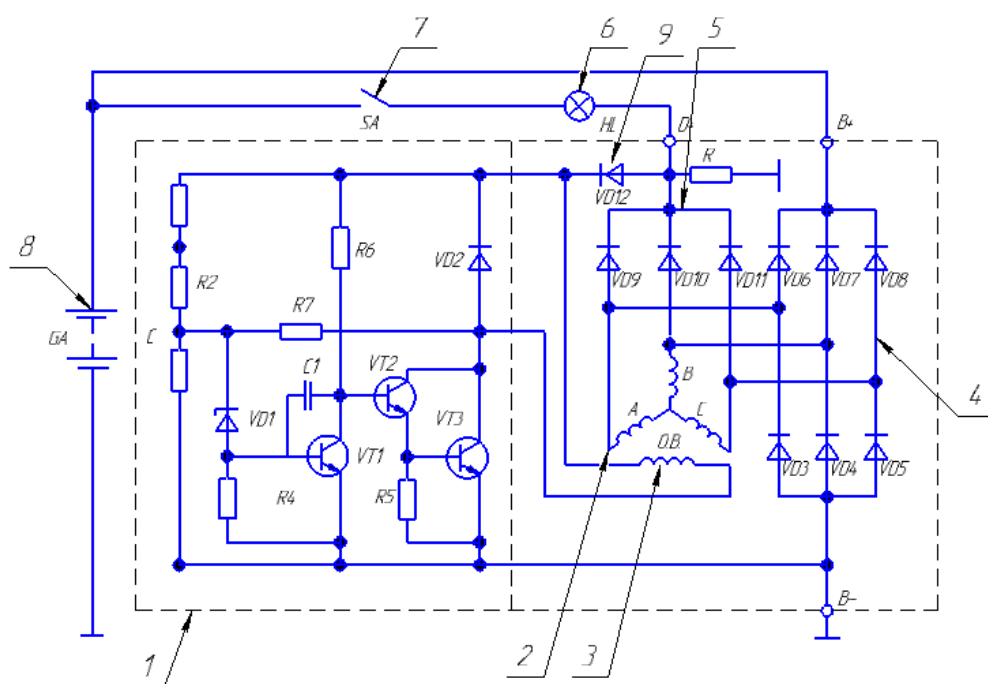 7 6 9 5
SA HL D+ B+
R
VD12
8
R2 R6 VD2 VD9 VD10 VD11 VD6 VD7 VD8
GA C R7
B
C1 VT2 A C 4
VD1 VT3 O.B.
VT1 VD3 VD4 VD5
R4 R5
B-
1 2 3